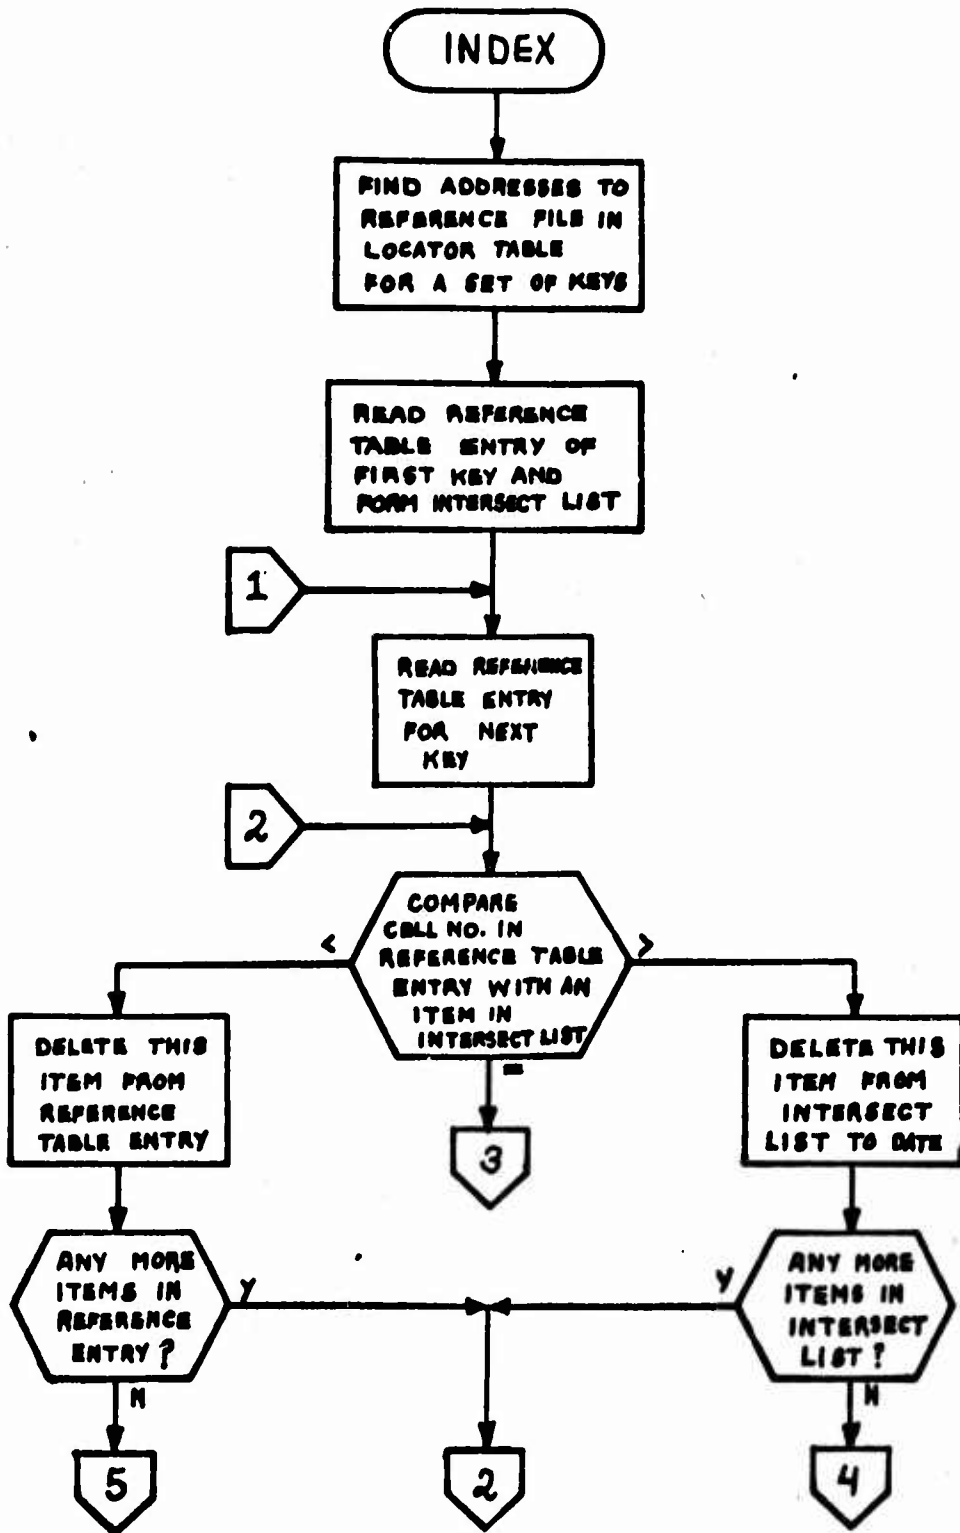 INDEX
FIND ADDRESSES TO
REFERENCE FILE IN
LOCATOR TABLE
FOR A SET OF KEYS
READ REFERENCE
TABLE ENTRY OF
FIRST KEY AND
FORM INTERSECT LIST
1
READ REFERENCE
TABLE ENTRY
FOR NEXT
KEY
2
COMPARE
CELL NO. IN
REFERENCE TABLE
ENTRY WITH AN
ITEM IN
INTERSECT LIST
<
>
=
DELETE THIS
ITEM FROM
REFERENCE
TABLE ENTRY
3
DELETE THIS
ITEM FROM
INTERSECT
LIST TO DATE
ANY MORE
ITEMS IN
REFERENCE
ENTRY?
Y
N
Y
ANY MORE
ITEMS IN
INTERSECT
LIST?
N
5
2
4